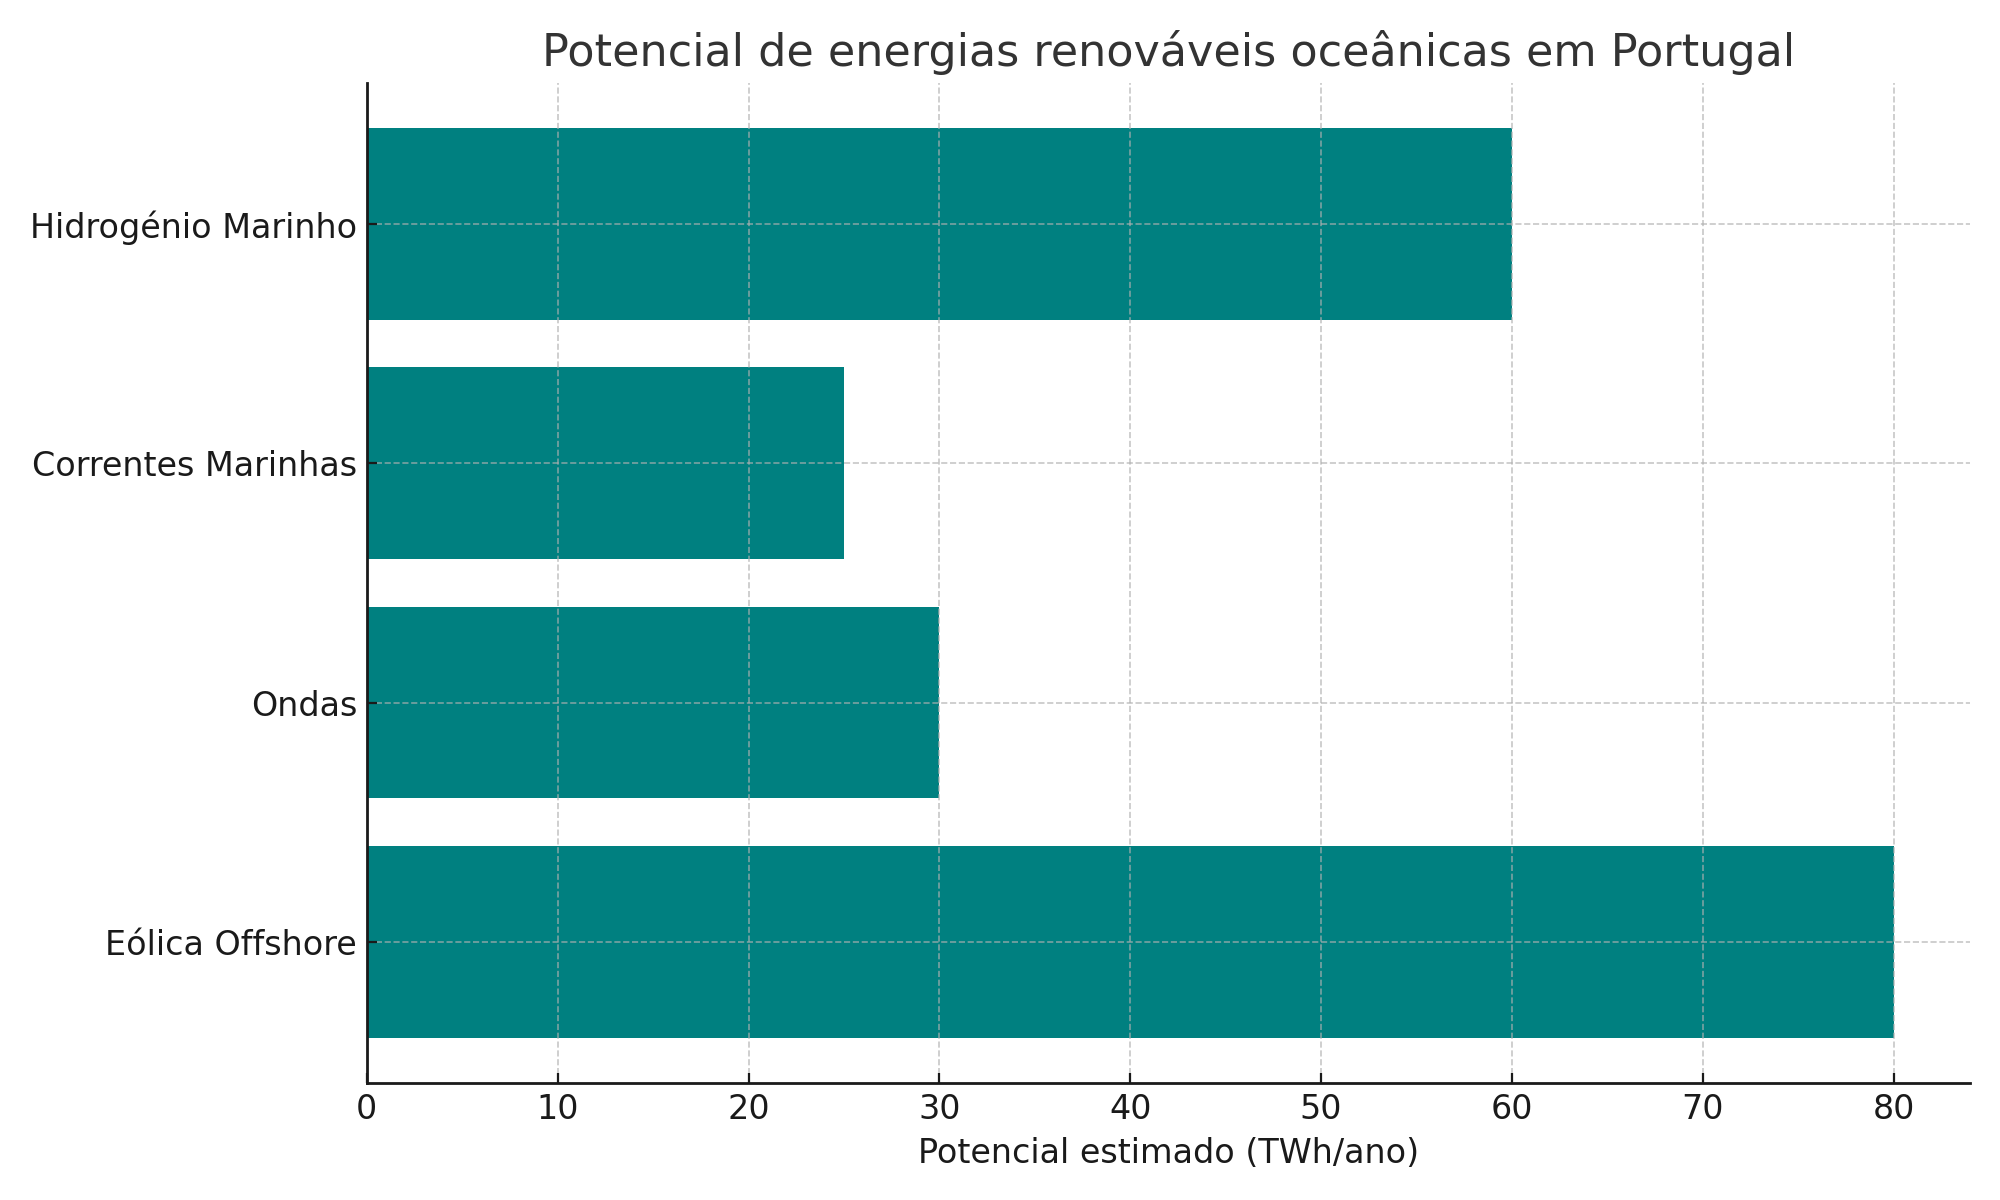 Potencial de energias renováveis oceânicas em Portugal
Hidrogénio Marinho
Correntes Marinhas
Ondas
Eólica Offshore
0 10 20 30 40 50 60 70 80
Potencial estimado (TWh/ano)